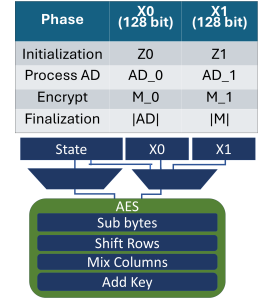 Phase X0 (128 bit) X1 (128 bit)
Initialization Z0 Z1
Process AD AD_0 AD_1
Encrypt M_0 M_1
Finalization |AD| |M|
State X0 X1
AES
Sub bytes
Shift Rows
Mix Columns
Add Key